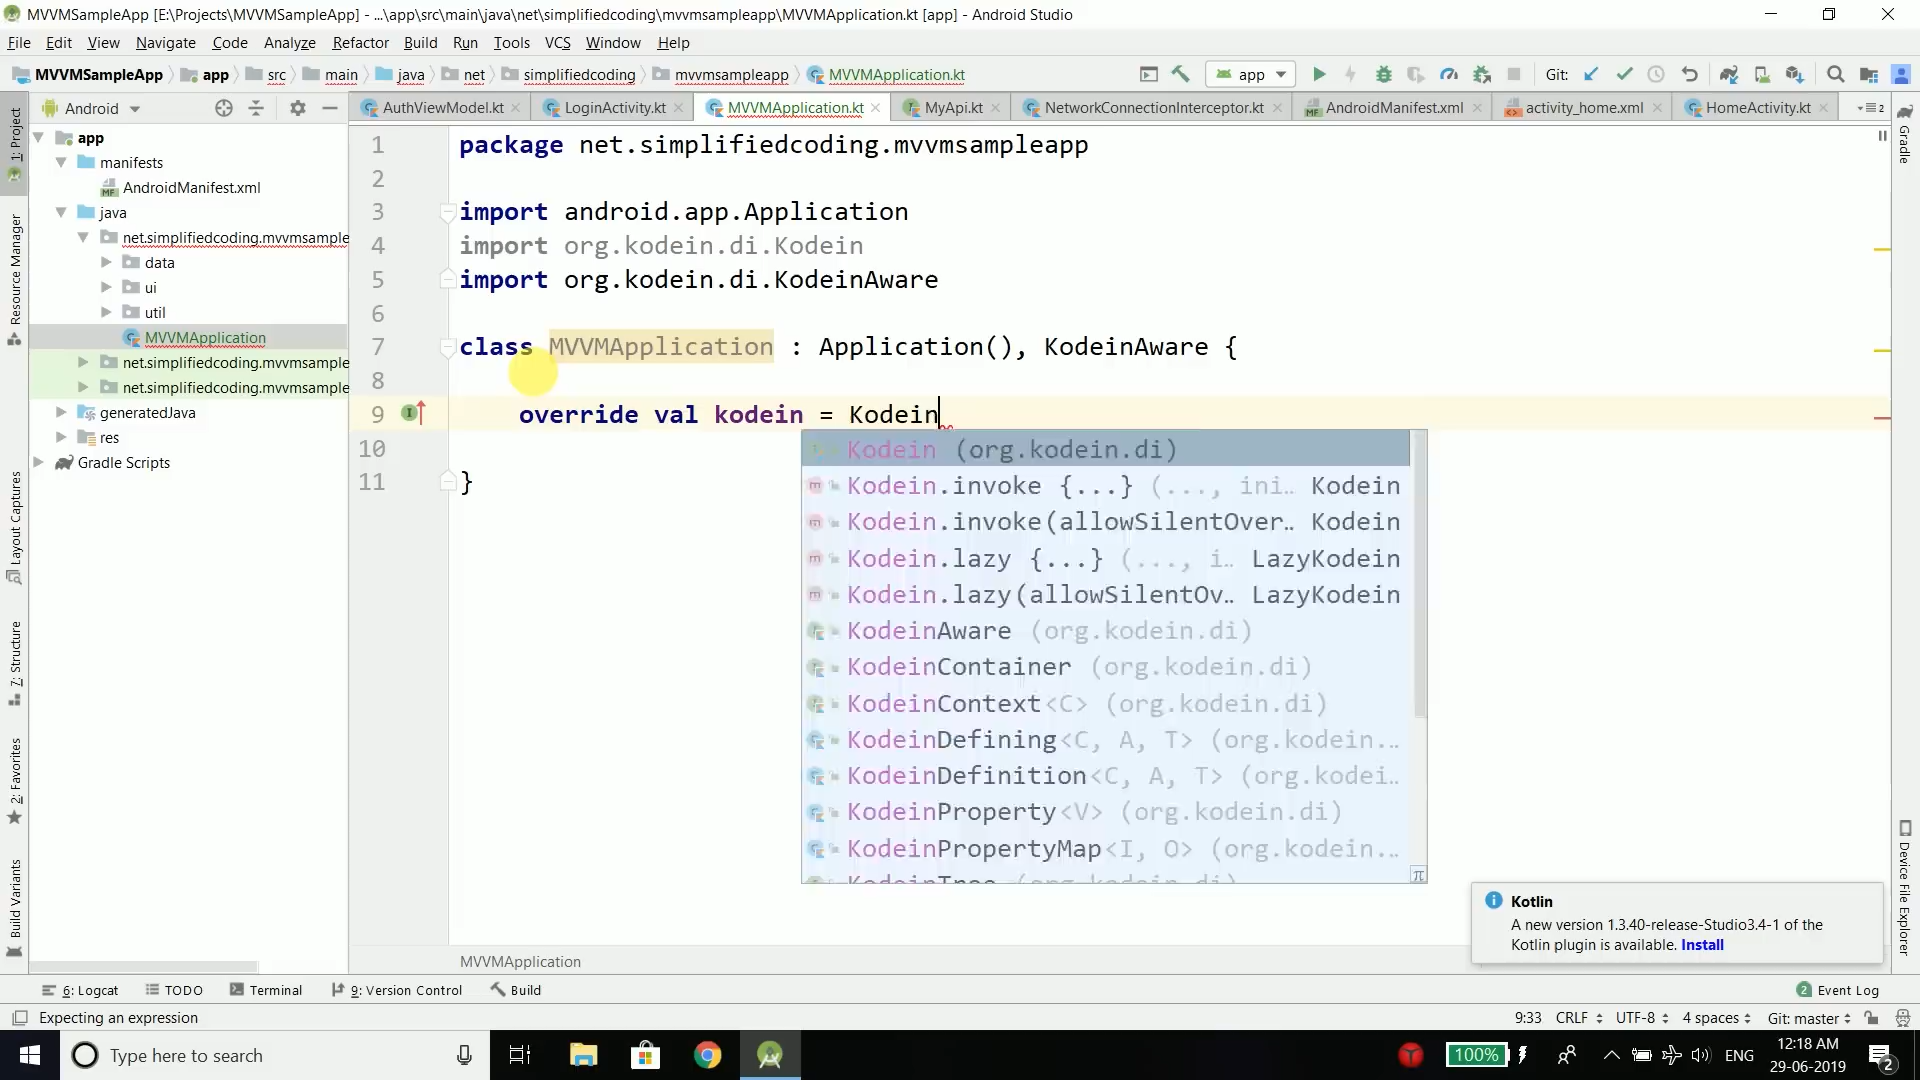 MVVMSampleApp [E:\Projects\MVVMSampleApp] - ...\app\src\main\java\net\simplifiedcoding\mvvmsampleapp\MVVMApplication.kt [app] - Android Studio
File Edit View Navigate Code Analyze Refactor Build Run Tools VCS Window Help
MVVMSampleApp app src main java net simplifiedcoding mvvmsampleapp MVVMApplication.kt app Git:
Android AuthViewModel.kt LoginActivity.kt MVVMApplication.kt MyApi.kt NetworkConnectionInterceptor.kt AndroidManifest.xml activity_home.xml HomeActivity.kt 2
1: Project
Resource Manager
Layout Captures
7: Structure
2: Favorites
Build Variants
app
manifests
AndroidManifest.xml
java
net.simplifiedcoding.mvvmsample
data
ui
util
MVVMApplication
net.simplifiedcoding.mvvmsample
net.simplifiedcoding.mvvmsample
generatedJava
res
Gradle Scripts
1 package net.simplifiedcoding.mvvmsampleapp
2
3 import android.app.Application
4 import org.kodein.di.Kodein
5 import org.kodein.di.KodeinAware
6
7 class MVVMApplication : Application(), KodeinAware {
8
9 override val kodein = Kodein
10
11 }
Kodein (org.kodein.di)
Kodein.invoke {...} (..., ini… Kodein
Kodein.invoke(allowSilentOver… Kodein
Kodein.lazy {...} (..., i… LazyKodein
Kodein.lazy(allowSilentOv… LazyKodein
KodeinAware (org.kodein.di)
KodeinContainer (org.kodein.di)
KodeinContext<C> (org.kodein.di)
KodeinDefining<C, A, T> (org.kodein…
KodeinDefinition<C, A, T> (org.kodei…
KodeinProperty<V> (org.kodein.di)
KodeinPropertyMap<I, O> (org.kodein…
KodeinTree (org.kodein.di)
π
Gradle
Device File Explorer
Kotlin
A new version 1.3.40-release-Studio3.4-1 of the
Kotlin plugin is available. Install
MVVMApplication
6: Logcat TODO Terminal 9: Version Control Build 2 Event Log
Expecting an expression 9:33 CRLF UTF-8 4 spaces Git: master
Type here to search 100% ENG 12:18 AM
29-06-2019 2